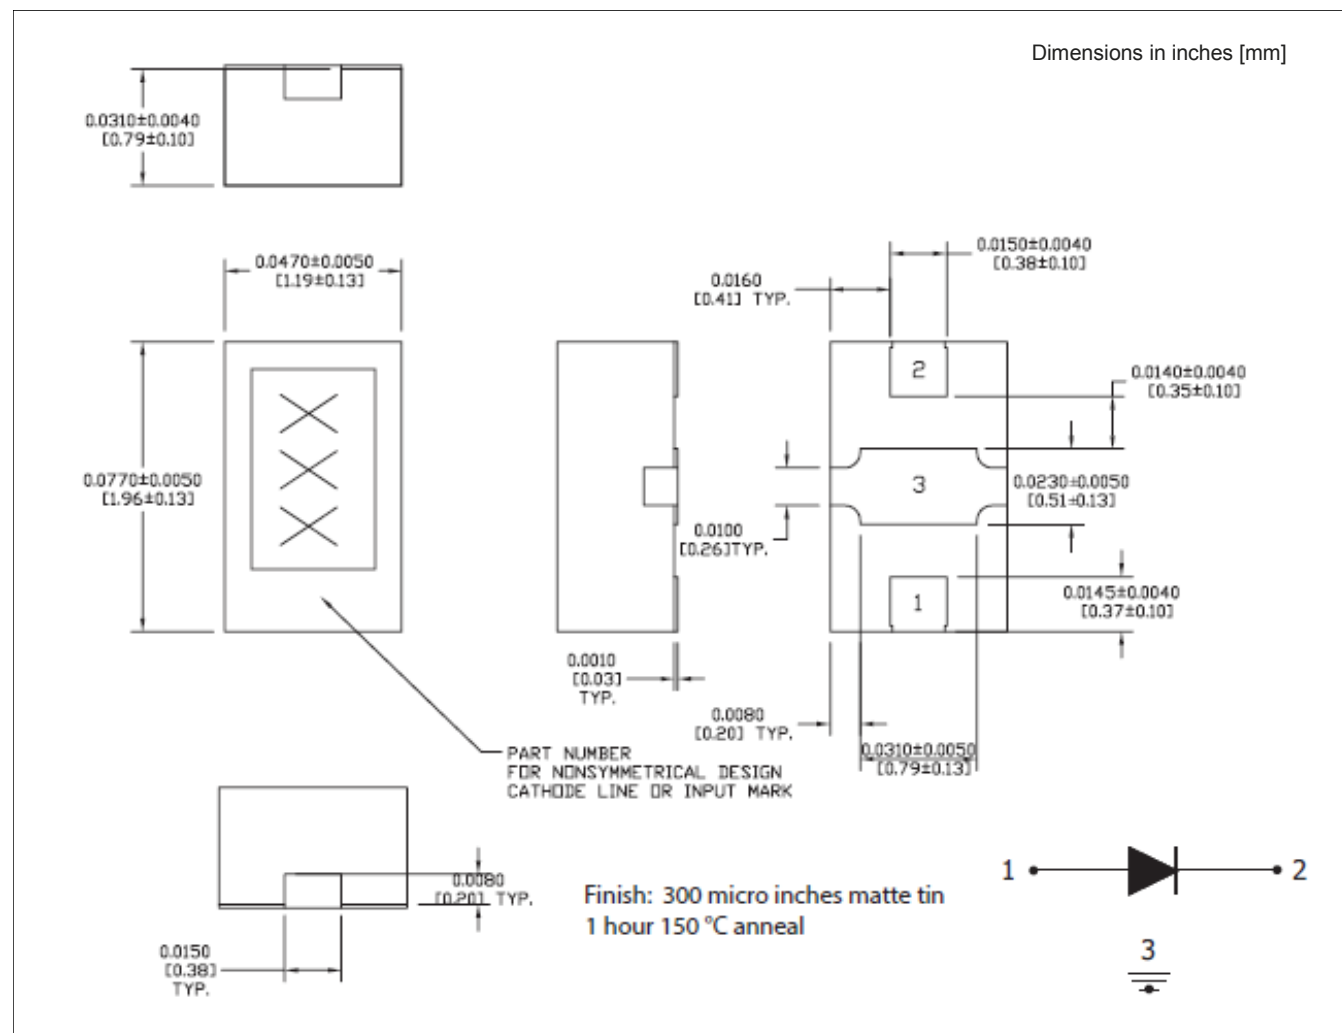 Dimensions in inches [mm]
0.0310±0.0040
[0.79±0.10]
0.0470±0.0050
[1.19±0.13]
0.0150±0.0040
[0.38±0.10]
0.0160
[0.41] TYP.
2
0.0140±0.0040
[0.35±0.10]
0.0770±0.0050
[1.96±0.13]
3
0.0230±0.0050
[0.51±0.13]
0.0100
[0.26]TYP.
1
0.0145±0.0040
[0.37±0.10]
0.0010
[0.03]
TYP.
0.0080
[0.20] TYP.
0.0310±0.0050
[0.79±0.13]
PART NUMBER
FOR NONSYMMETRICAL DESIGN
CATHODE LINE OR INPUT MARK
0.0080
[0.20] TYP.
Finish: 300 micro inches matte tin
1 hour 150 °C anneal
1
2
0.0150
[0.38]
TYP.
3